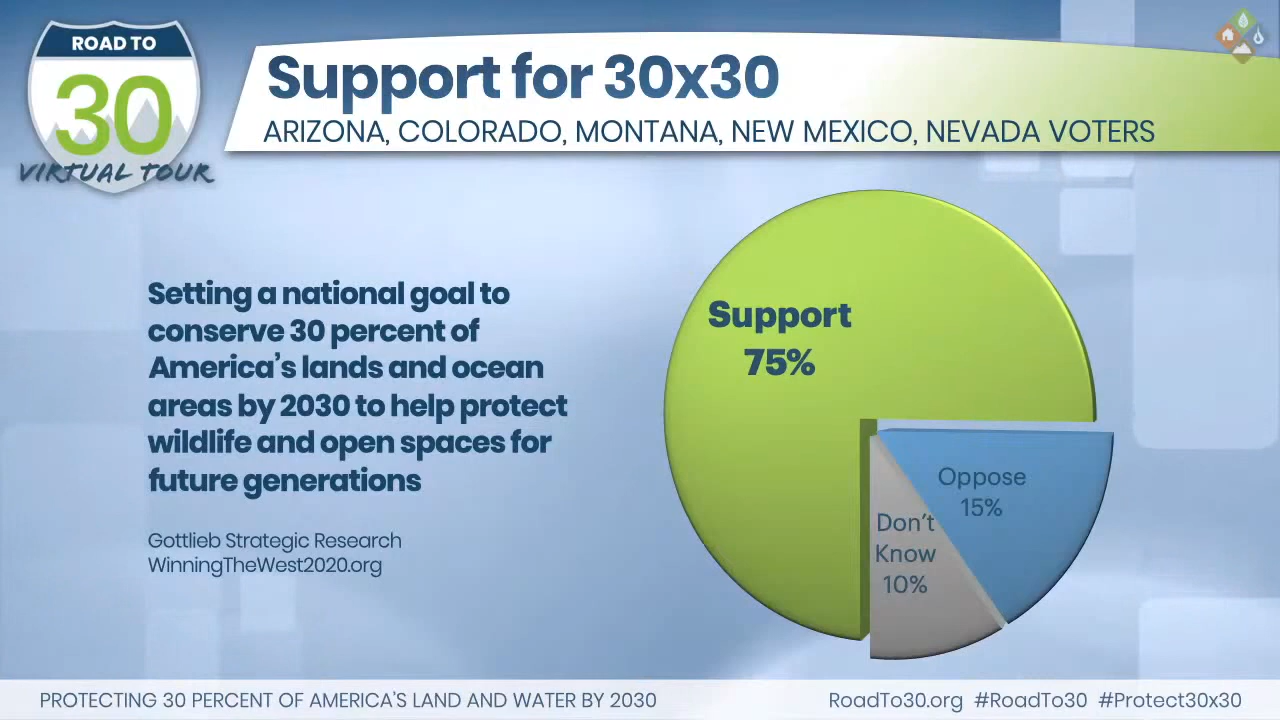 ROAD TO
30
VIRTUAL TOUR
Support for 30x30
ARIZONA, COLORADO, MONTANA, NEW MEXICO, NEVADA VOTERS
Setting a national goal to
conserve 30 percent of
America's lands and ocean
areas by 2030 to help protect
wildlife and open spaces for
future generations
Gottlieb Strategic Research
WinningTheWest2020.org
Support
75%
Oppose
15%
Don't
Know
10%
PROTECTING 30 PERCENT OF AMERICA'S LAND AND WATER BY 2030
RoadTo30.org #RoadTo30 #Protect30x30